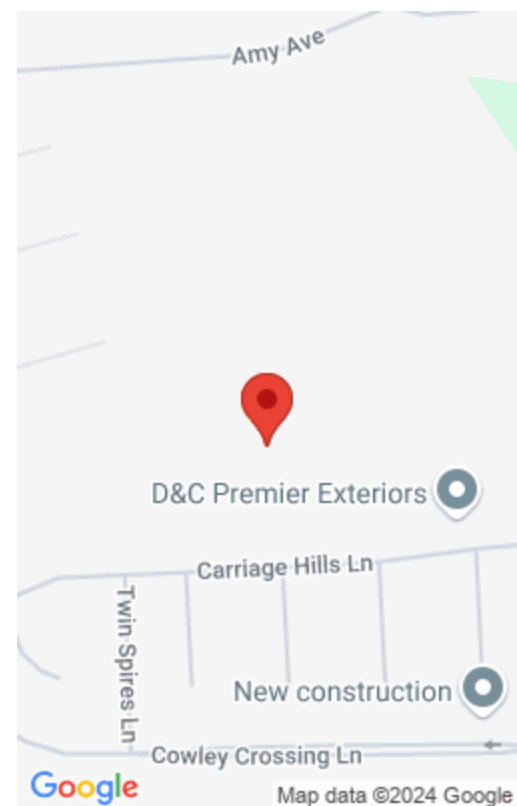 Amy Ave
D&C Premier Exteriors
Carriage Hills Ln
Twin Spires Ln
New construction
Cowley Crossing Ln
Google
Map data ©2024 Google